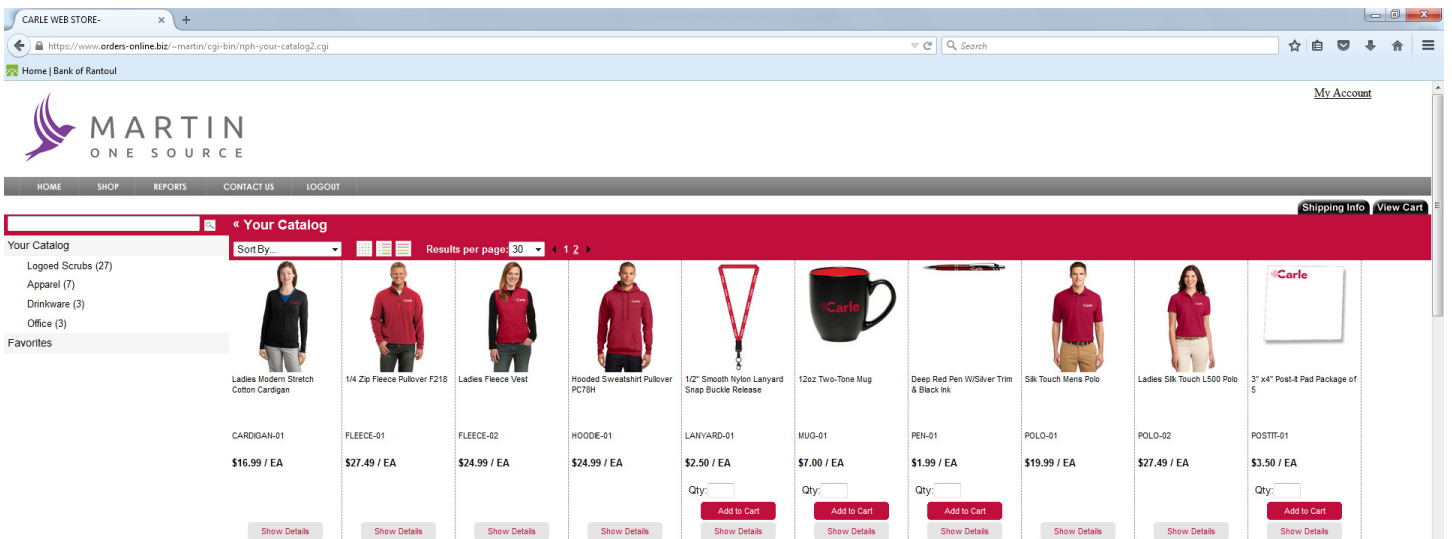 CARLE WEB STORE-
https://www.orders-online.biz/~martin/cgi-bin/nph-your-catalog2.cgi
Search
Home | Bank of Rantoul
My Account
MARTIN
ONE SOURCE
HOME SHOP REPORTS CONTACT US LOGOUT
Shipping Info View Cart
« Your Catalog
Sort By... Results per page: 30 1 2
Your Catalog
Logoed Scrubs (27)
Apparel (7)
Drinkware (3)
Office (3)
Favorites
Carle
Carle
Ladies Modern Stretch Cotton Cardigan
CARDIGAN-01
$16.99 / EA
Show Details
1/4 Zip Fleece Pullover F218
FLEECE-01
$27.49 / EA
Show Details
Ladies Fleece Vest
FLEECE-02
$24.99 / EA
Show Details
Hooded Sweatshirt Pullover PC78H
HOODIE-01
$24.99 / EA
Show Details
1/2" Smooth Nylon Lanyard Snap Buckle Release
LANYARD-01
$2.50 / EA
Qty:
Add to Cart
Show Details
12oz Two-Tone Mug
MUG-01
$7.00 / EA
Qty:
Add to Cart
Show Details
Deep Red Pen W/Silver Trim & Black Ink
PEN-01
$1.99 / EA
Qty:
Add to Cart
Show Details
Silk Touch Mens Polo
POLO-01
$19.99 / EA
Show Details
Ladies Silk Touch L500 Polo
POLO-02
$27.49 / EA
Show Details
3" x4" Post-It Pad Package of 5
POSTIT-01
$3.50 / EA
Qty:
Add to Cart
Show Details